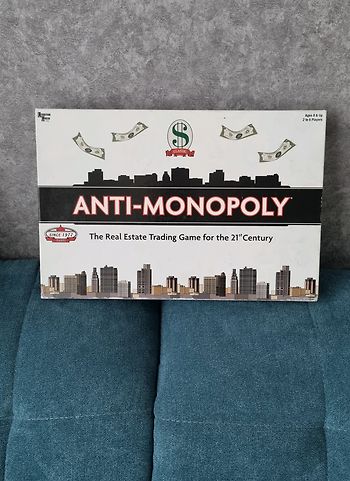 Ages 8 & Up
2 to 6 Players
$
ANTI-MONOPOLY
SINCE 1977
The Real Estate Trading Game for the 21st Century